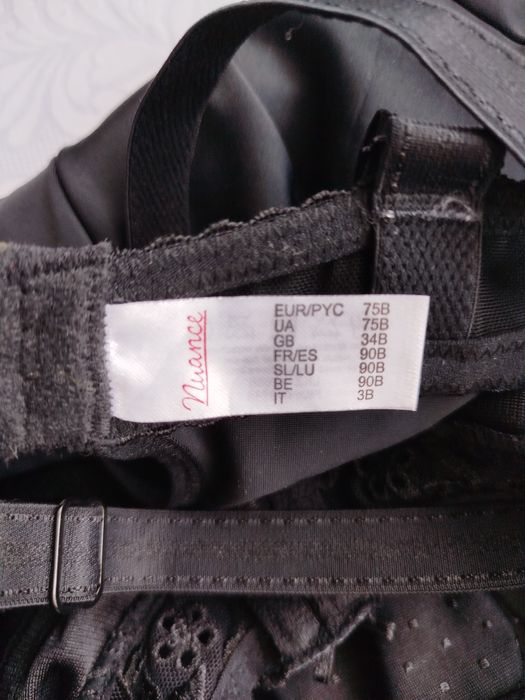 Nuance
EUR/PYC 75B
UA 75B
GB 34B
FR/ES 90B
SL/LU 90B
BE 90B
IT 3B